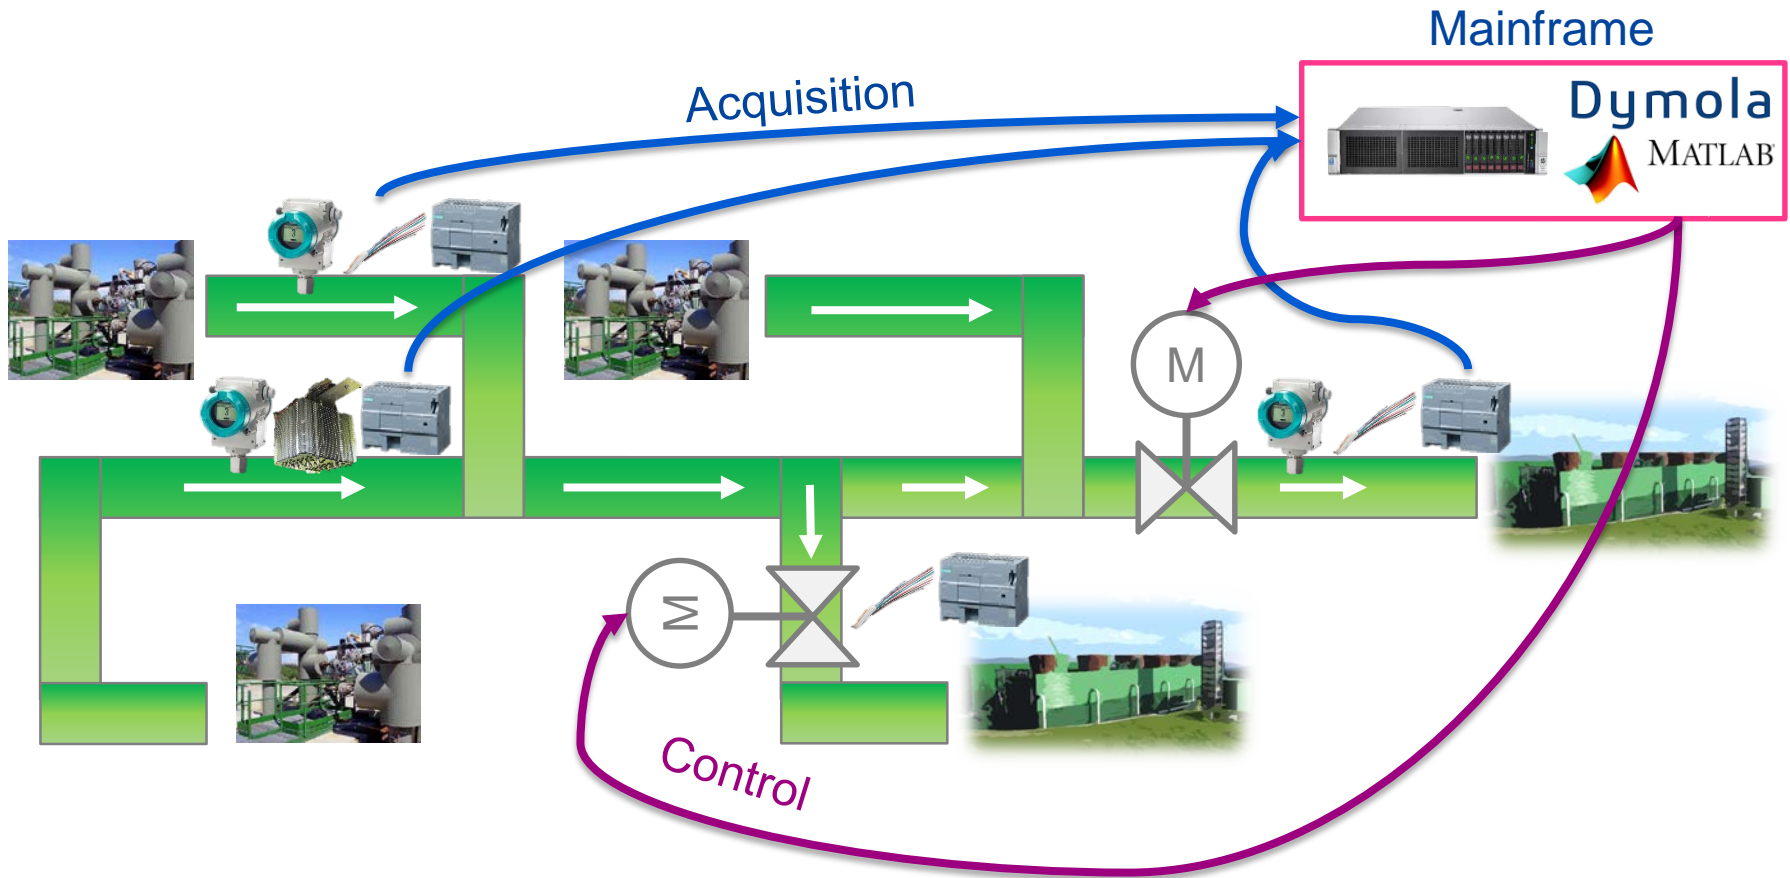 Mainframe
Acquisition
Dymola
MATLAB
M
M
Control